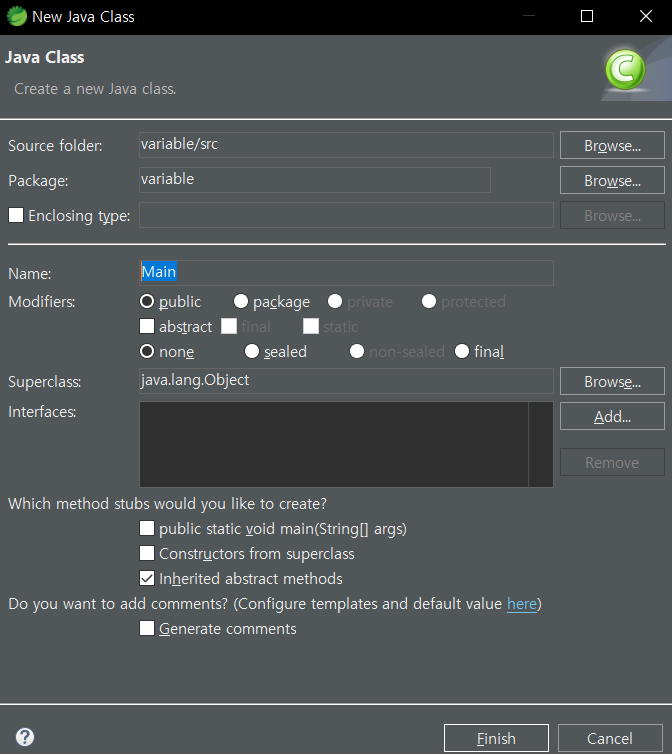 New Java Class
Java Class
Create a new Java class.
Source folder: variable/src Browse...
Package: variable Browse...
Enclosing type: Browse...
Name: Main
Modifiers: public package private protected
abstract final static
none sealed non-sealed final
Superclass: java.lang.Object Browse...
Interfaces: Add...
Remove
Which method stubs would you like to create?
public static void main(String[] args)
Constructors from superclass
Inherited abstract methods
Do you want to add comments? (Configure templates and default value here)
Generate comments
? Finish Cancel